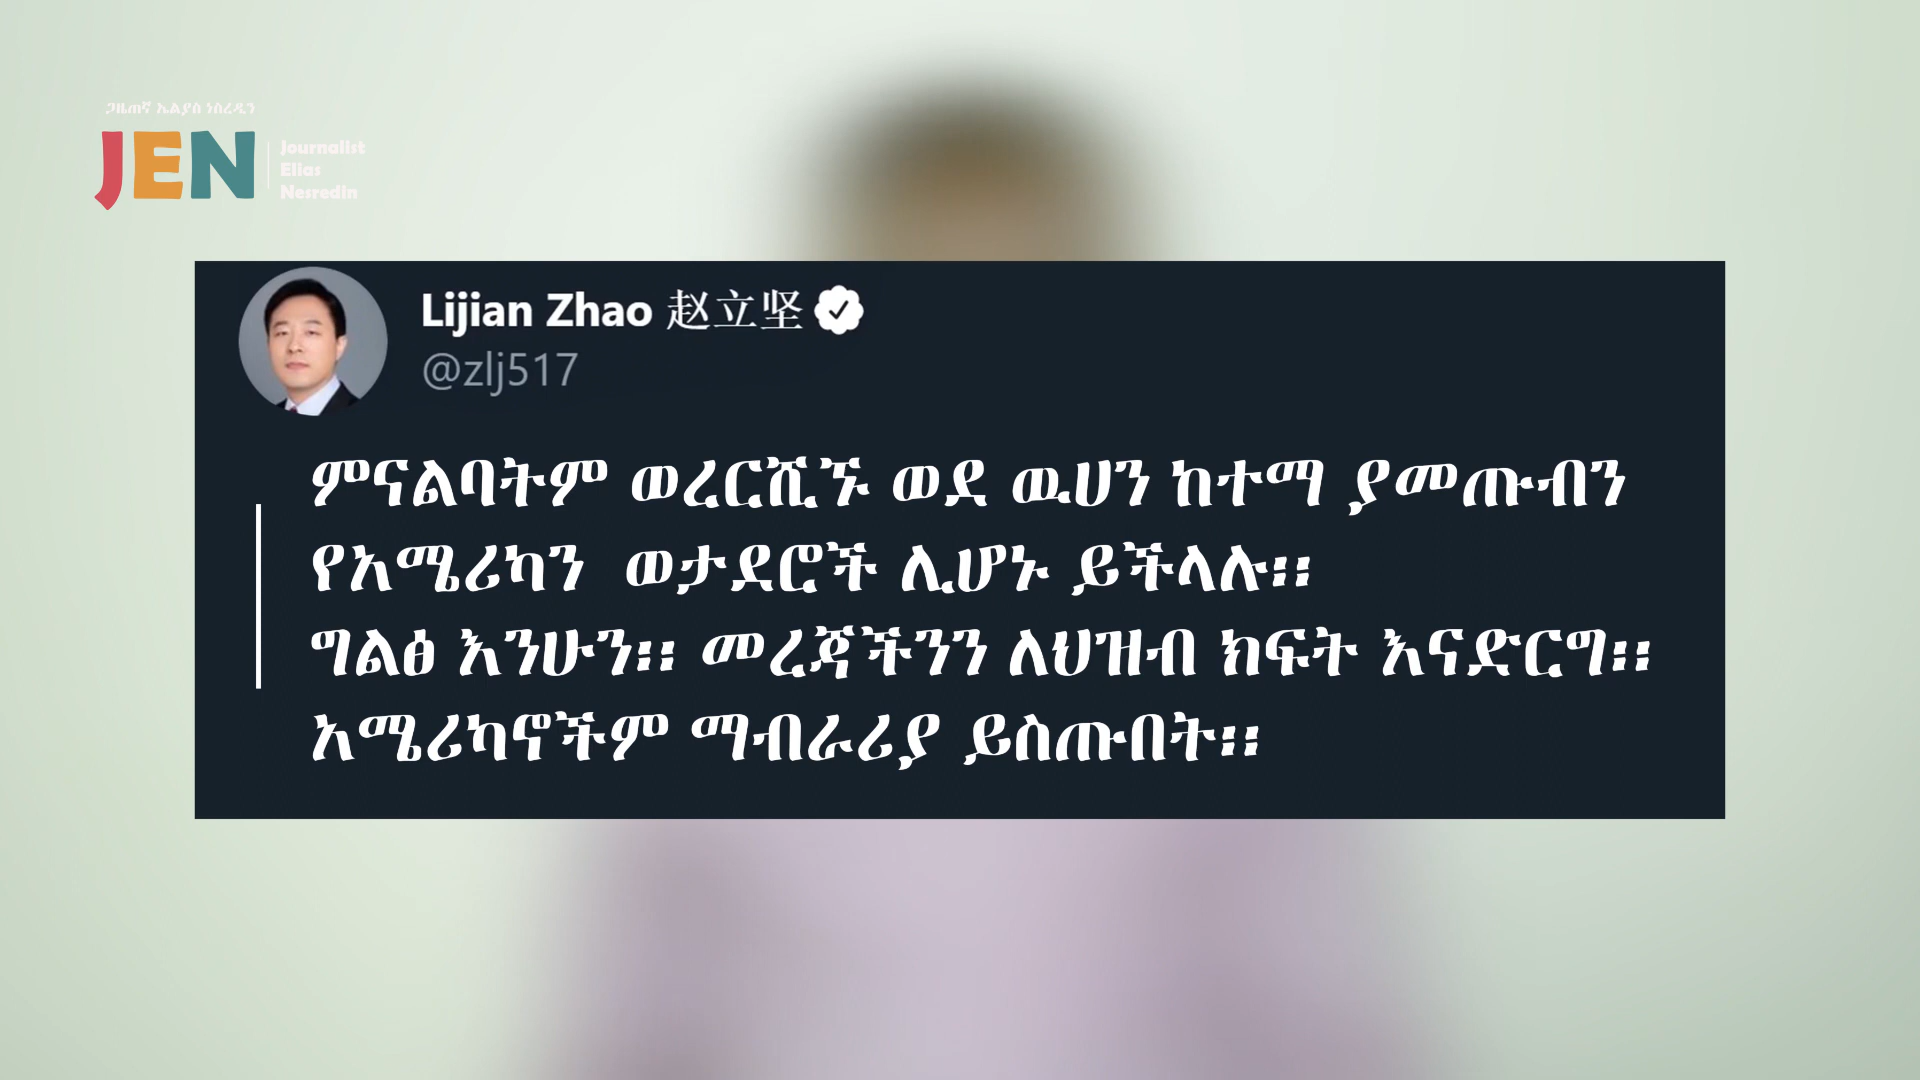 ጋዜጠኛ ኤልያስ ነስረዲን
JEN
Journalist
Elias
Nesredin
Lijian Zhao 赵立坚
@zlj517
ምናልባትም ወረርሺኙ ወደ ዉሀን ከተማ ያመጡብን
የአሜሪካን ወታደሮች ሊሆኑ ይችላሉ፡፡
ግልፅ እንሁን፡፡ መረጃችንን ለህዝብ ክፍት እናድርግ፡፡
አሜሪካኖችም ማብራሪያ ይስጡበት፡፡